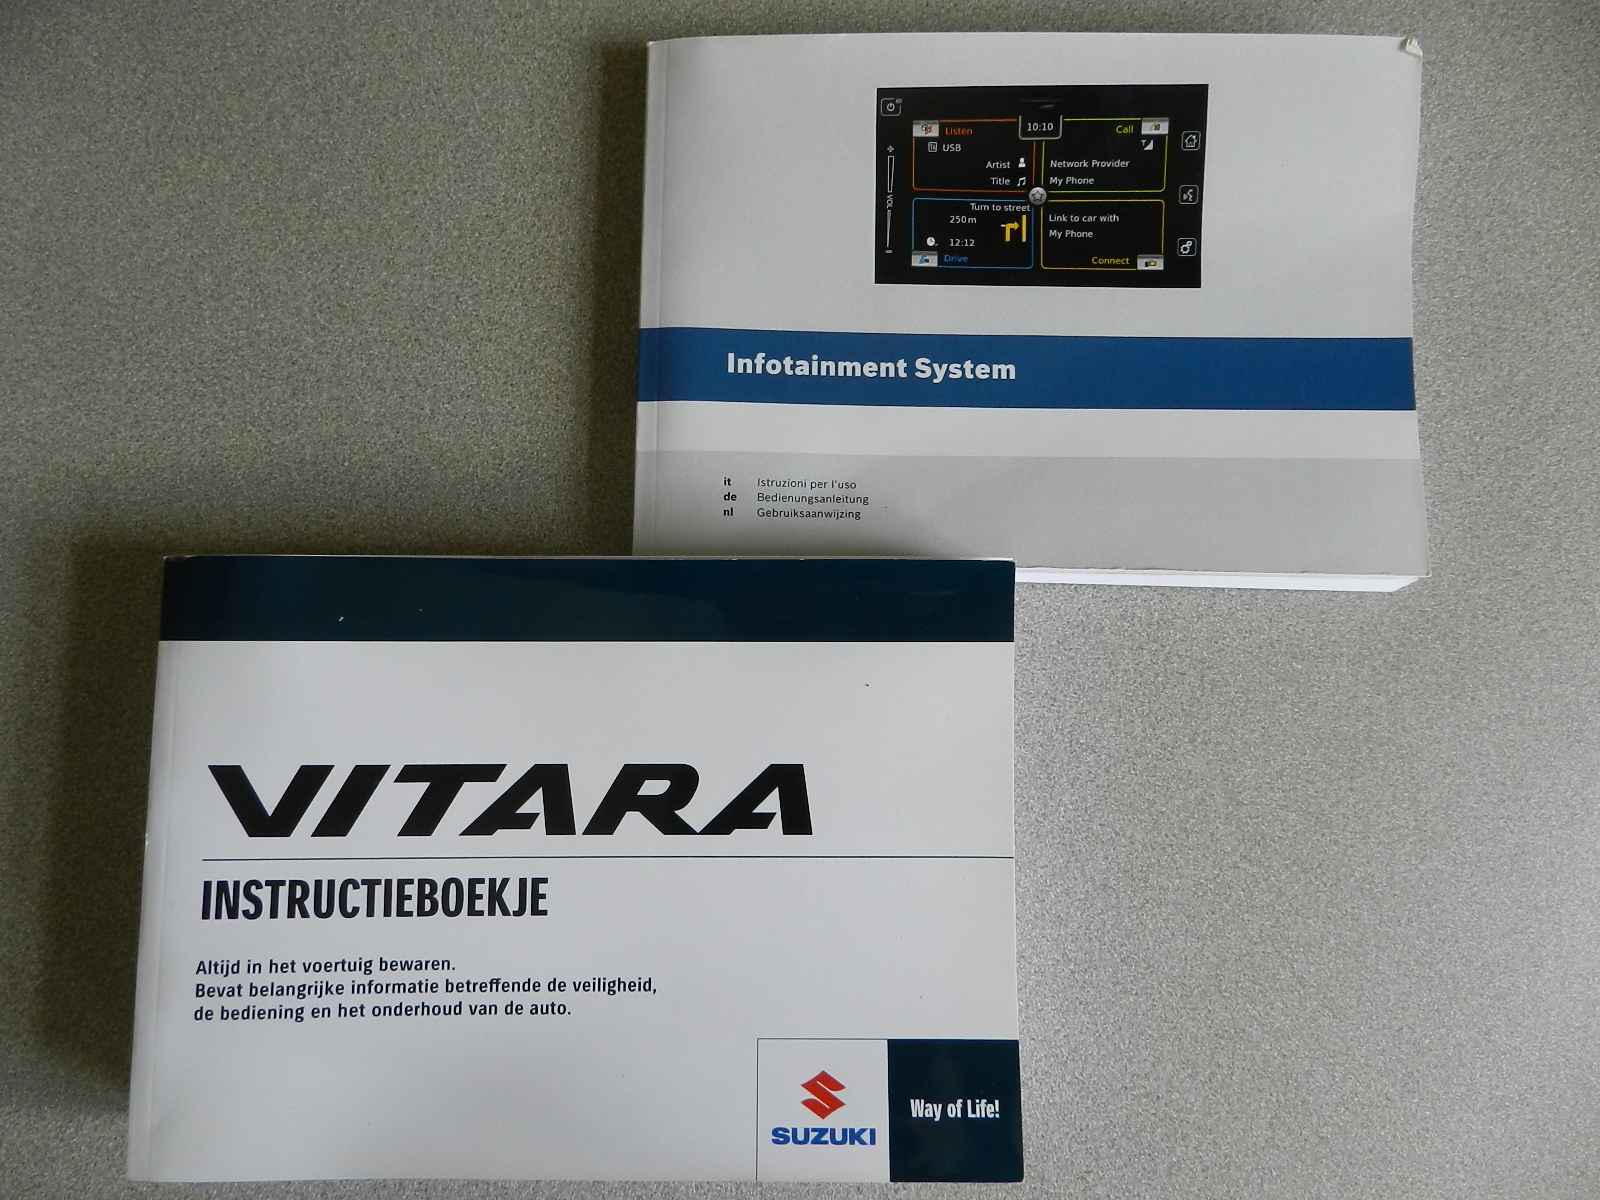 10:10
Listen
Call
USB
Artist
Network Provider
Title
My Phone
VOL
Turn to street
250 m
Link to car with
My Phone
12:12
Drive
Connect
Infotainment System
it Istruzioni per l'uso
de Bedienungsanleitung
nl Gebruiksaanwijzing
VITARA
INSTRUCTIEBOEKJE
Altijd in het voertuig bewaren.
Bevat belangrijke informatie betreffende de veiligheid,
de bediening en het onderhoud van de auto.
SUZUKI
Way of Life!